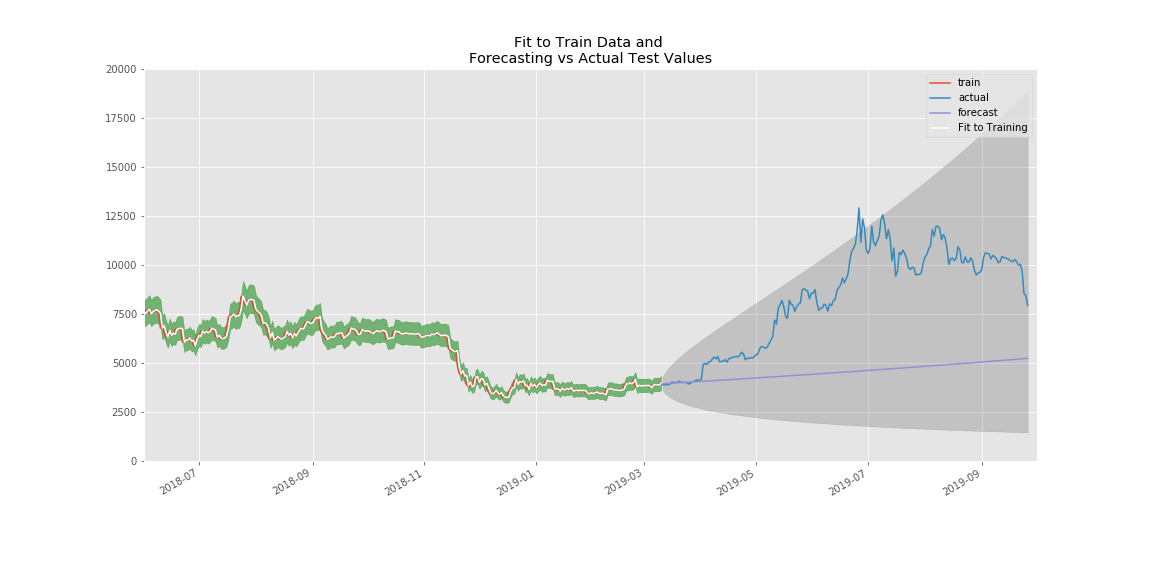 Fit to Train Data and
Forecasting vs Actual Test Values
20000
17500
15000
12500
10000
7500
5000
2500
0
train
actual
forecast
Fit to Training
2018-07
2018-09
2018-11
2019-01
2019-03
2019-05
2019-07
2019-09